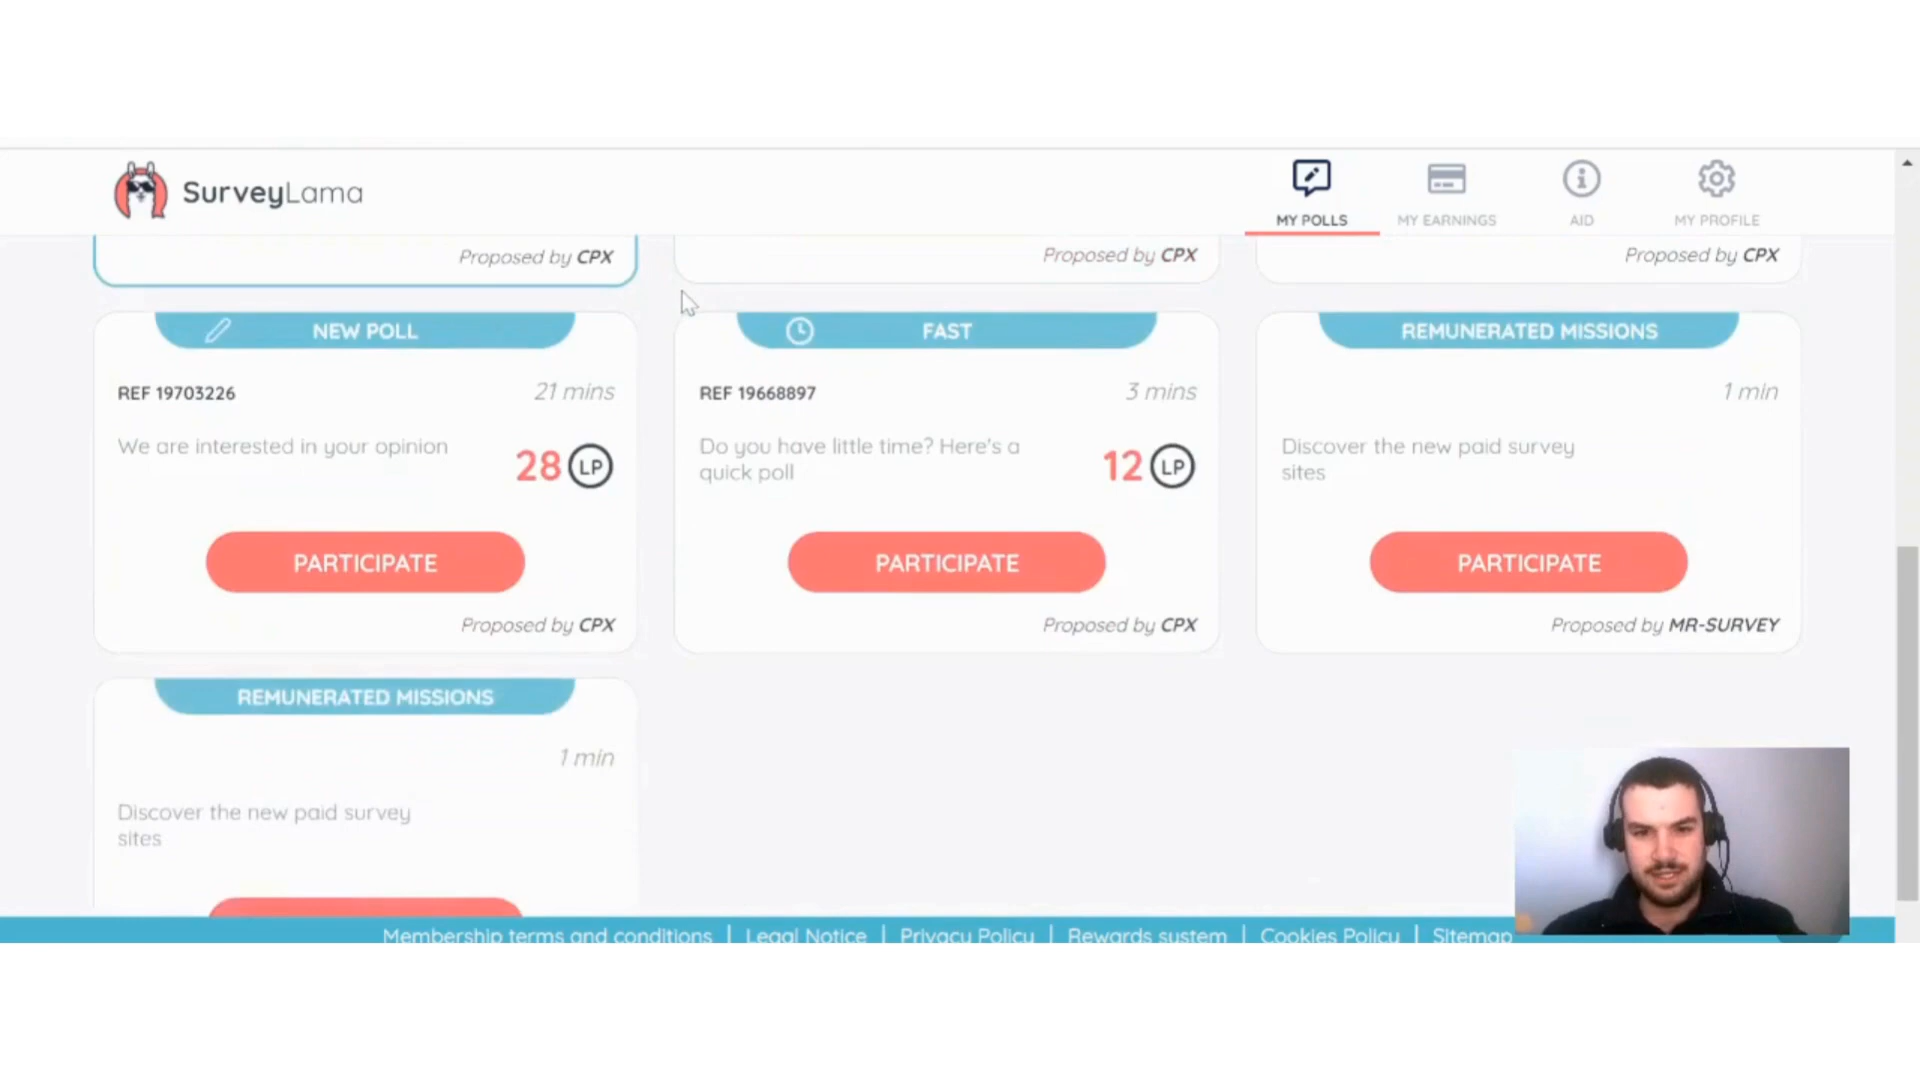 SurveyLama
MY POLLS
MY EARNINGS
AID
MY PROFILE
Proposed by CPX
Proposed by CPX
Proposed by CPX
NEW POLL
REF 19703226
21 mins
We are interested in your opinion
28 LP
PARTICIPATE
Proposed by CPX
FAST
REF 19668897
3 mins
Do you have little time? Here's a
quick poll
12 LP
PARTICIPATE
Proposed by CPX
REMUNERATED MISSIONS
1 min
Discover the new paid survey
sites
PARTICIPATE
Proposed by MR-SURVEY
REMUNERATED MISSIONS
1 min
Discover the new paid survey
sites
Membership terms and conditions | Legal Notice | Privacy Policy | Rewards system | Cookies Policy | Sitemap